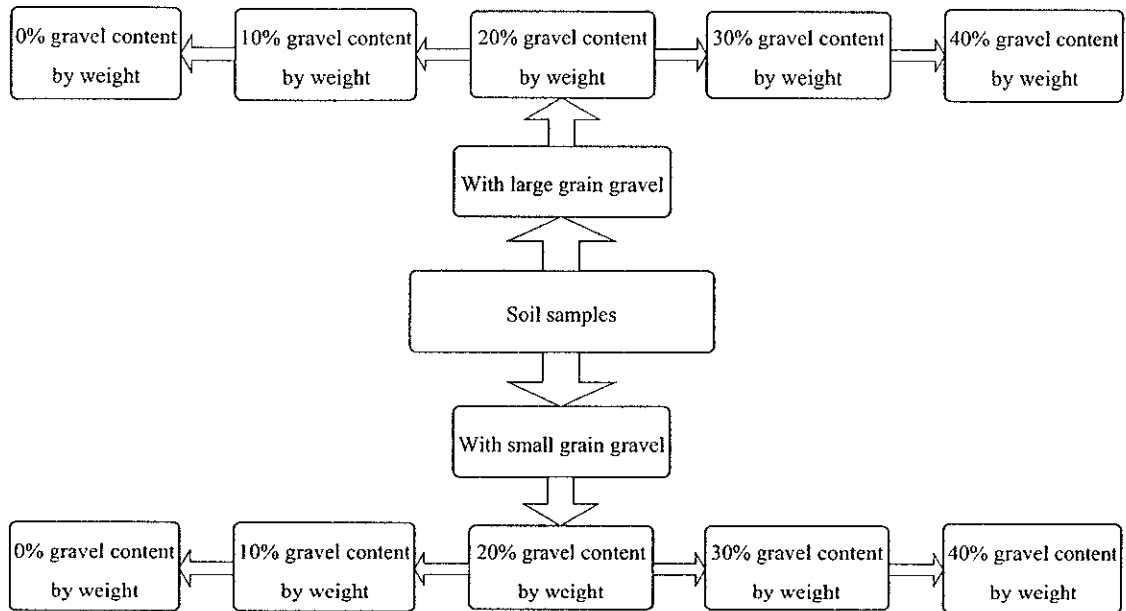 0% gravel content
by weight
10% gravel content
by weight
20% gravel content
by weight
30% gravel content
by weight
40% gravel content
by weight
With large grain gravel
Soil samples
With small grain gravel
0% gravel content
by weight
10% gravel content
by weight
20% gravel content
by weight
30% gravel content
by weight
40% gravel content
by weight